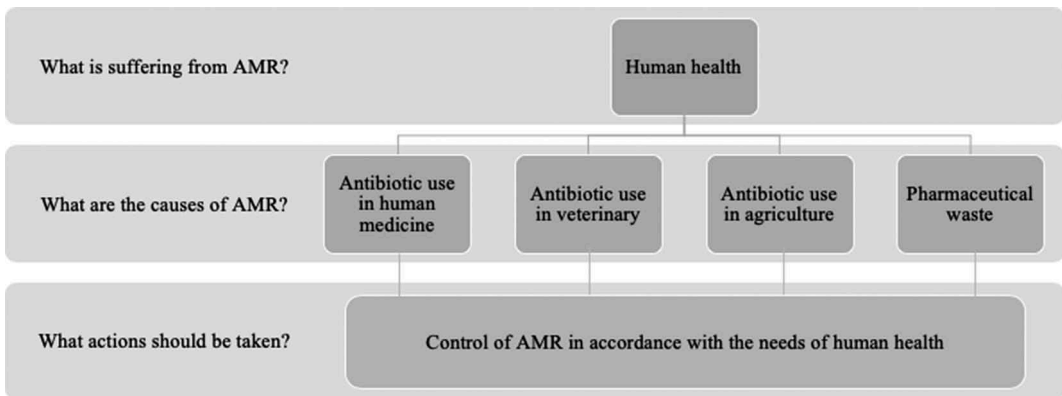 What is suffering from AMR?
Human health
What are the causes of AMR?
Antibiotic use
in human
medicine
Antibiotic use
in veterinary
Antibiotic use
in agriculture
Pharmaceutical
waste
What actions should be taken?
Control of AMR in accordance with the needs of human health